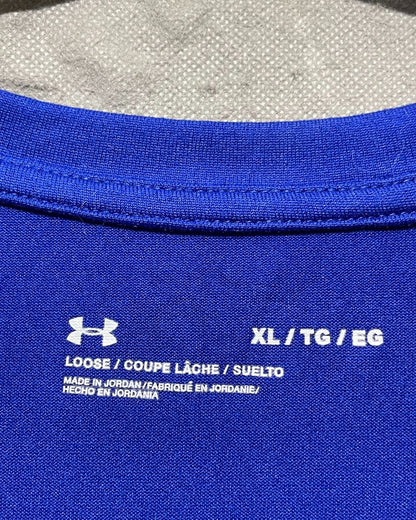 XL / TG / EG
LOOSE / COUPE LÂCHE / SUELTO
MADE IN JORDAN / FABRIQUÉ EN JORDANIE /
HECHO EN JORDANIA